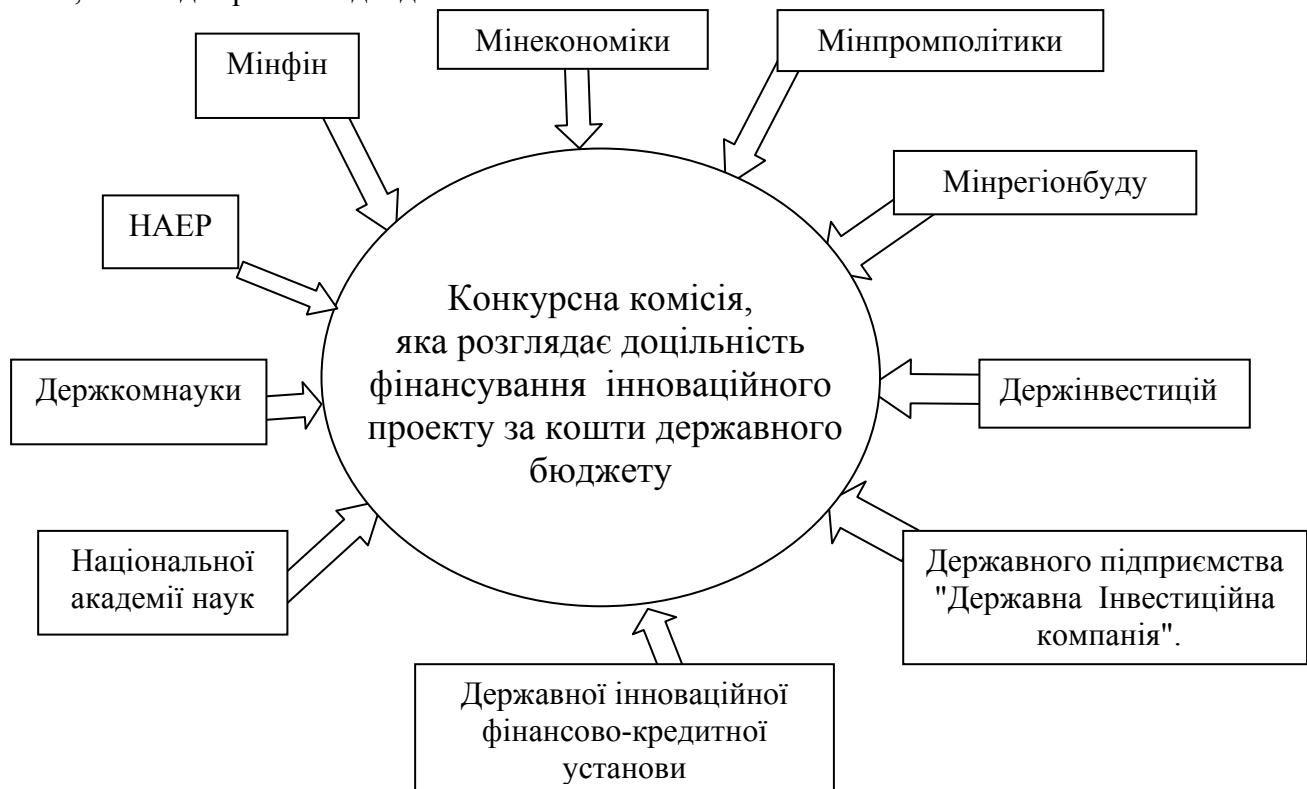 Мінекономіки
Мінпромполітики
Мінфін
Мінрегіонбуду
НАЕР
Конкурсна комісія,
яка розглядає доцільність
фінансування інноваційного
проекту за кошти державного
бюджету
Держкомнауки
Держінвестицій
Національної
академії наук
Державного підприємства
"Державна Інвестиційна
компанія".
Державної інноваційної
фінансово-кредитної
установи